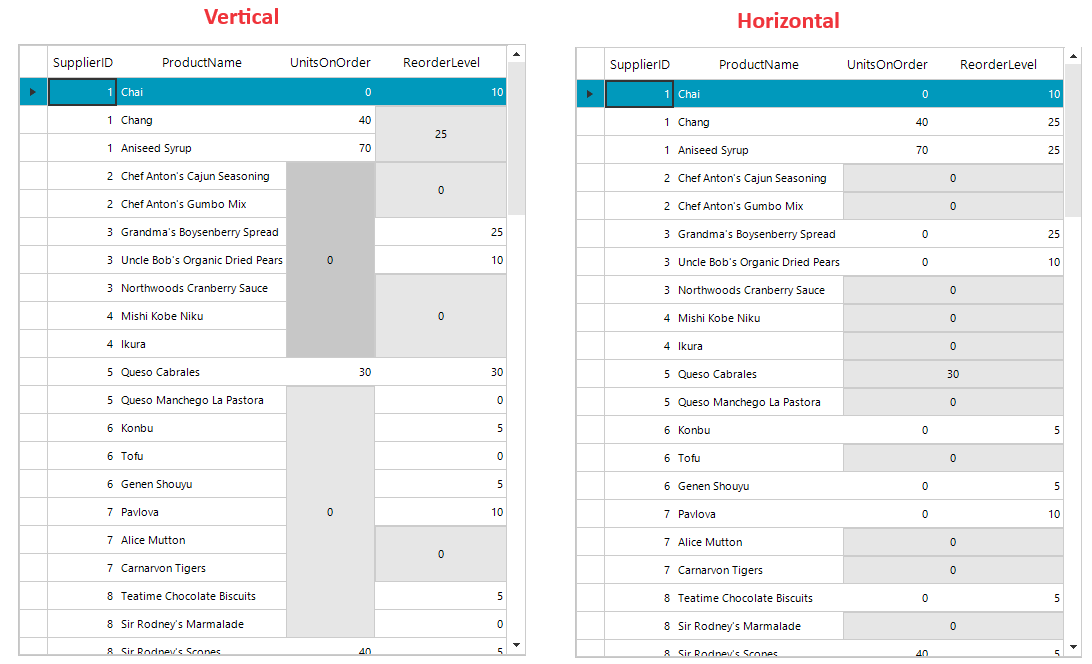 Vertical
SupplierID ProductName UnitsOnOrder ReorderLevel
1 Chai 0 10
1 Chang 40
25
1 Aniseed Syrup 70
2 Chef Anton's Cajun Seasoning
0
2 Chef Anton's Gumbo Mix
3 Grandma's Boysenberry Spread 25
3 Uncle Bob's Organic Dried Pears 0 10
3 Northwoods Cranberry Sauce
4 Mishi Kobe Niku 0
4 Ikura
5 Queso Cabrales 30 30
5 Queso Manchego La Pastora 0
6 Konbu 5
6 Tofu 0
6 Genen Shouyu 5
7 Pavlova 0 10
7 Alice Mutton
0
7 Carnarvon Tigers
8 Teatime Chocolate Biscuits 5
8 Sir Rodney's Marmalade 0
8 Sir Rodney's Scones 40 5
Horizontal
SupplierID ProductName UnitsOnOrder ReorderLevel
1 Chai 0 10
1 Chang 40 25
1 Aniseed Syrup 70 25
2 Chef Anton's Cajun Seasoning 0
2 Chef Anton's Gumbo Mix 0
3 Grandma's Boysenberry Spread 0 25
3 Uncle Bob's Organic Dried Pears 0 10
3 Northwoods Cranberry Sauce 0
4 Mishi Kobe Niku 0
4 Ikura 0
5 Queso Cabrales 30
5 Queso Manchego La Pastora 0
6 Konbu 0 5
6 Tofu 0
6 Genen Shouyu 0 5
7 Pavlova 0 10
7 Alice Mutton 0
7 Carnarvon Tigers 0
8 Teatime Chocolate Biscuits 0 5
8 Sir Rodney's Marmalade 0
8 Sir Rodney's Scones 40 5